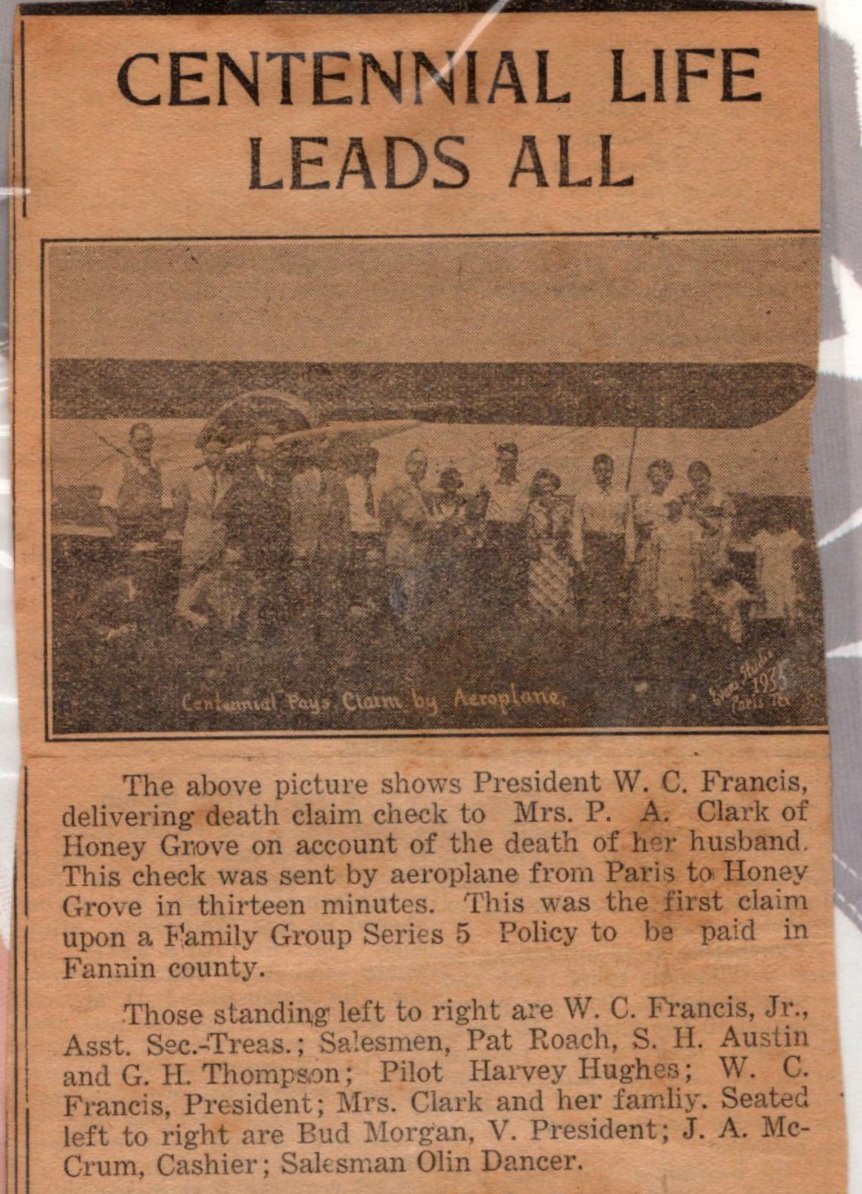 CENTENNIAL LIFE
LEADS ALL
Centennial Pays Claim by Aeroplane.
Studio
1935
Paris Tex
The above picture shows President W. C. Francis,
delivering death claim check to Mrs. P. A. Clark of
Honey Grove on account of the death of her husband.
This check was sent by aeroplane from Paris to Honey
Grove in thirteen minutes. This was the first claim
upon a Family Group Series 5 Policy to be paid in
Fannin county.
Those standing left to right are W. C. Francis, Jr.,
Asst. Sec.-Treas.; Salesmen, Pat Roach, S. H. Austin
and G. H. Thompson; Pilot Harvey Hughes; W. C.
Francis, President; Mrs. Clark and her famliy. Seated
left to right are Bud Morgan, V. President; J. A. Mc-
Crum, Cashier; Salesman Olin Dancer.